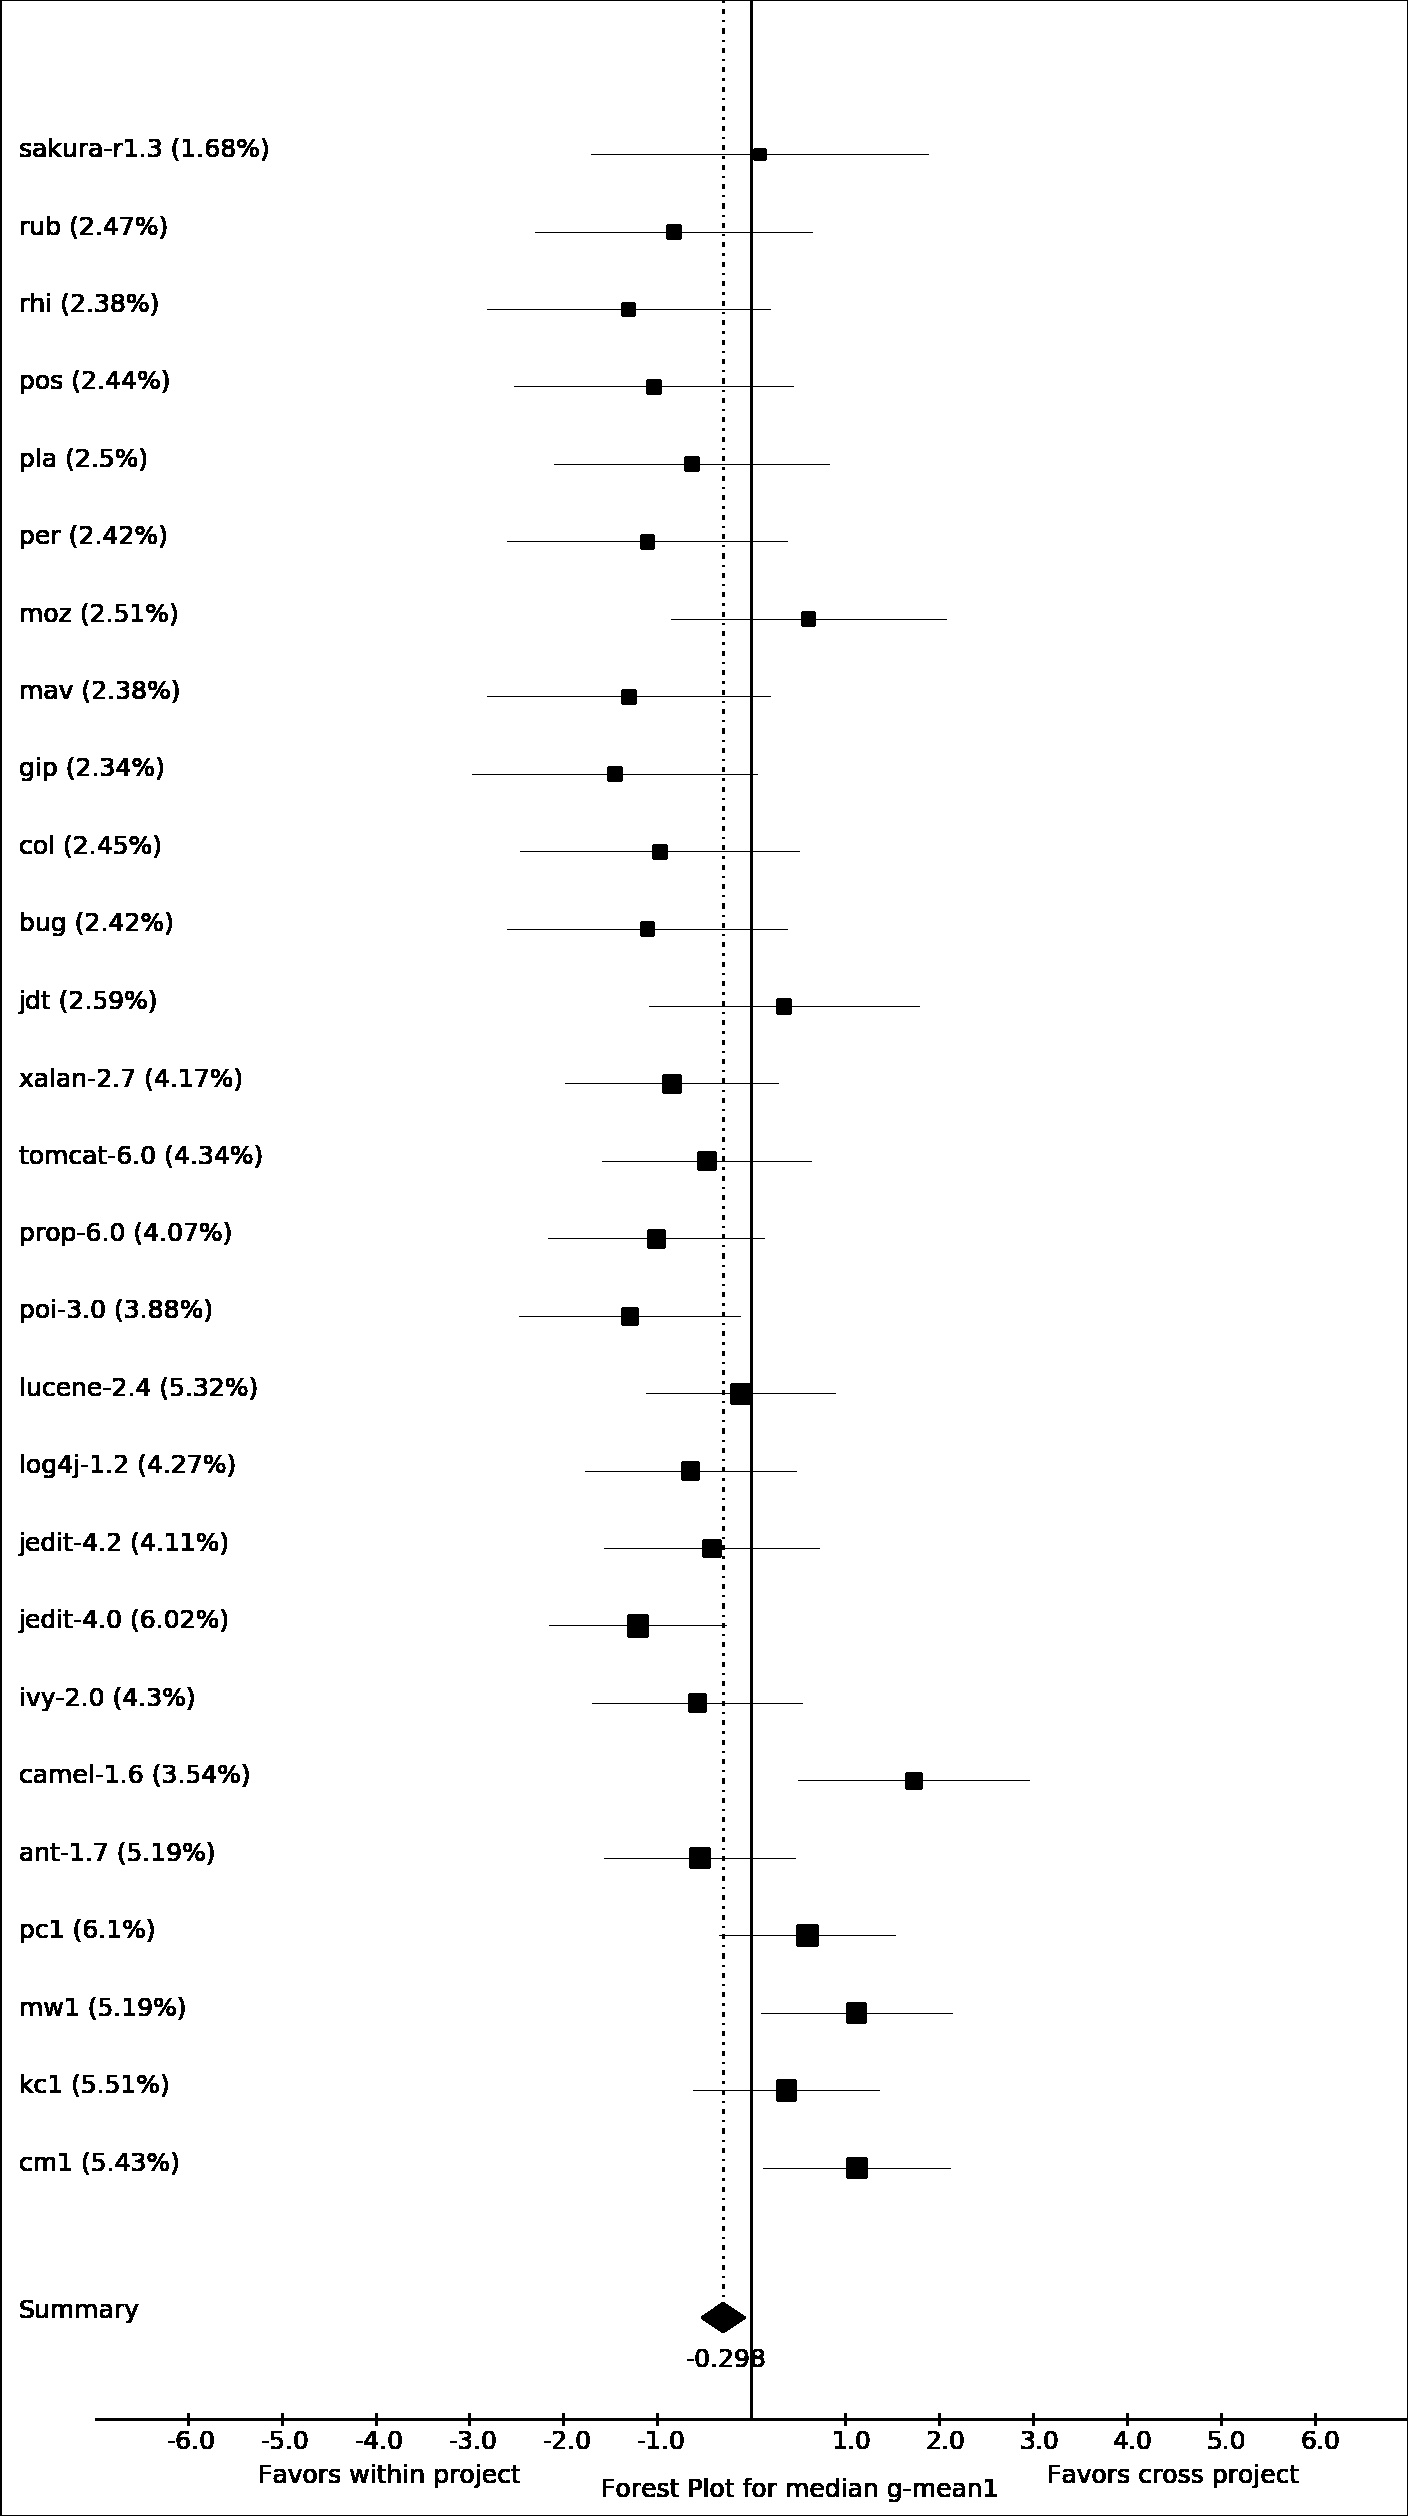 sakura-r1.3 (1.68%)
rub (2.47%)
rhi (2.38%)
pos (2.44%)
pla (2.5%)
per (2.42%)
moz (2.51%)
mav (2.38%)
gip (2.34%)
col (2.45%)
bug (2.42%)
jdt (2.59%)
xalan-2.7 (4.17%)
tomcat-6.0 (4.34%)
prop-6.0 (4.07%)
poi-3.0 (3.88%)
lucene-2.4 (5.32%)
log4j-1.2 (4.27%)
jedit-4.2 (4.11%)
jedit-4.0 (6.02%)
ivy-2.0 (4.3%)
camel-1.6 (3.54%)
ant-1.7 (5.19%)
pc1 (6.1%)
mw1 (5.19%)
kc1 (5.51%)
cm1 (5.43%)
Summary
-0.298
-6.0 -5.0 -4.0 -3.0 -2.0 -1.0 1.0 2.0 3.0 4.0 5.0 6.0
Favors within project Favors cross project
Forest Plot for median g-mean1